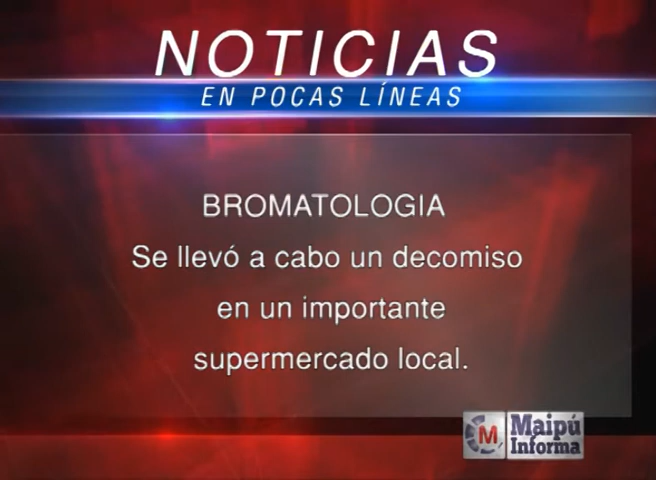 NOTICIAS
EN POCAS LÍNEAS
BROMATOLOGIA
Se llevó a cabo un decomiso
en un importante
supermercado local.
M Maipú
Informa